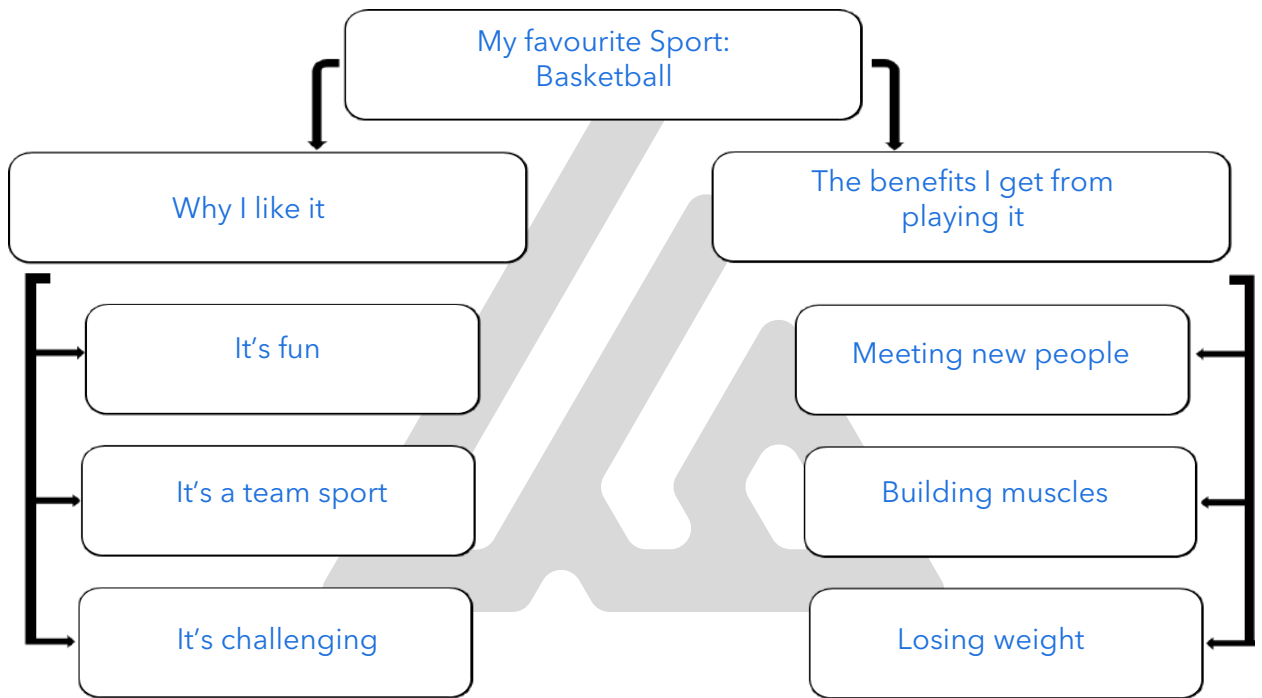 My favourite Sport:
Basketball
Why I like it
The benefits I get from
playing it
It’s fun
Meeting new people
It’s a team sport
Building muscles
It’s challenging
Losing weight